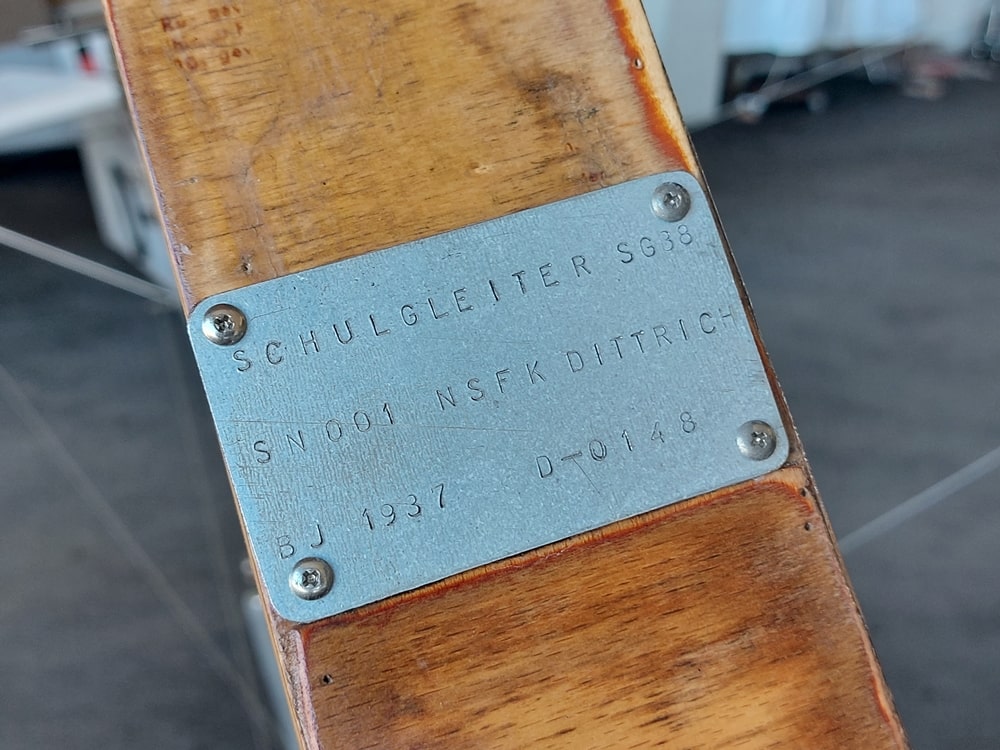 SCHULGLEITER SG38
SN 001 NSFK DITTRICH
BJ 1937 D-0148